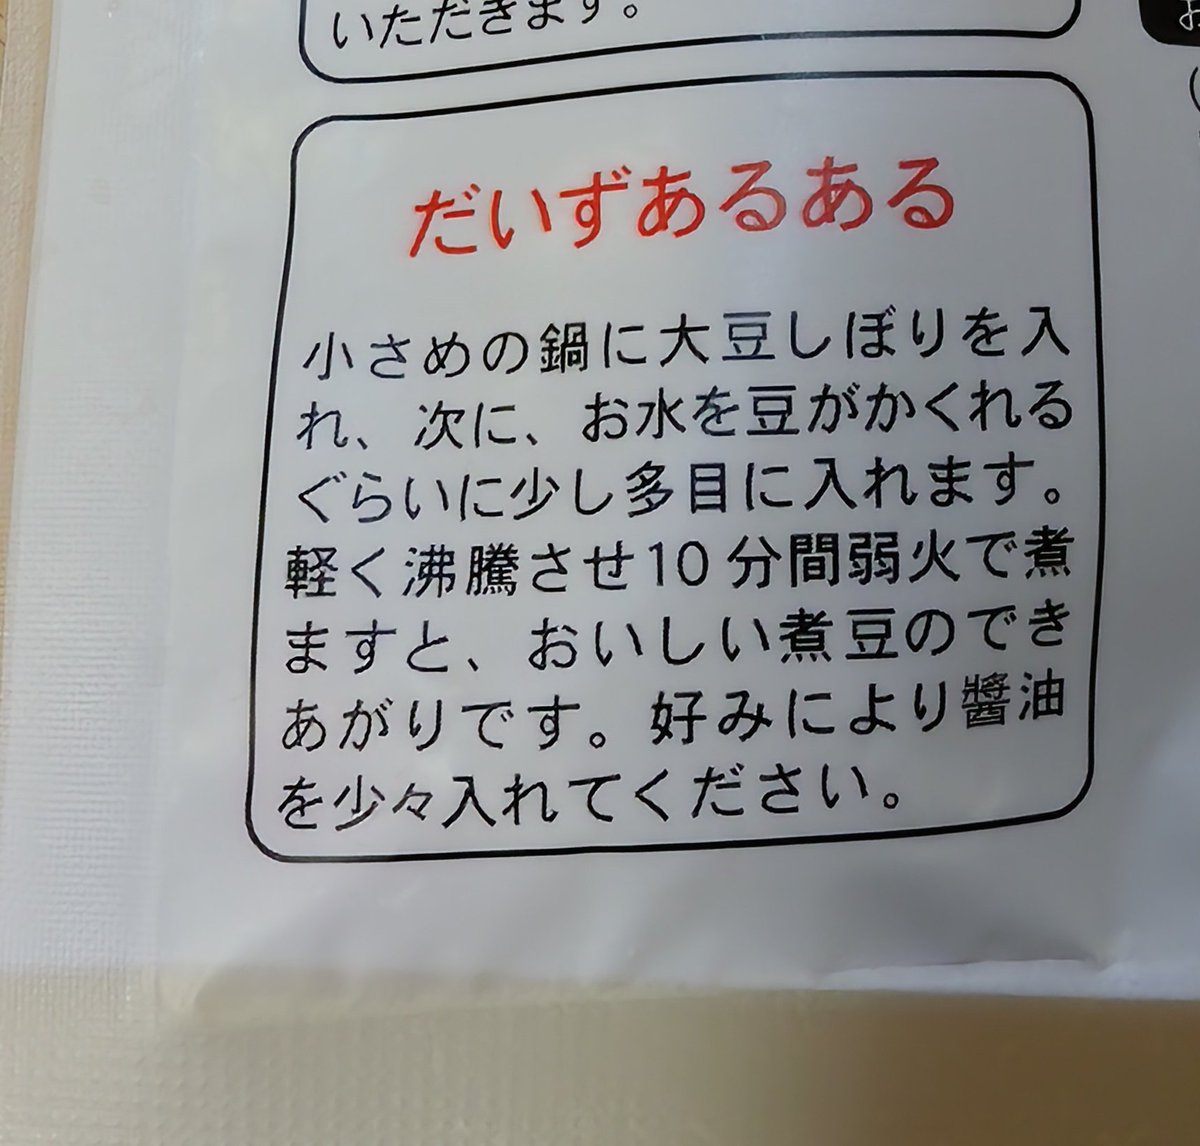 いただきます。
お
だいずあるある
小さめの鍋に大豆しぼりを入
れ、次に、お水を豆がかくれる
ぐらいに少し多目に入れます。
軽く沸騰させ10分間弱火で煮
ますと、おいしい煮豆のでき
あがりです。好みにより醬油
を少々入れてください。